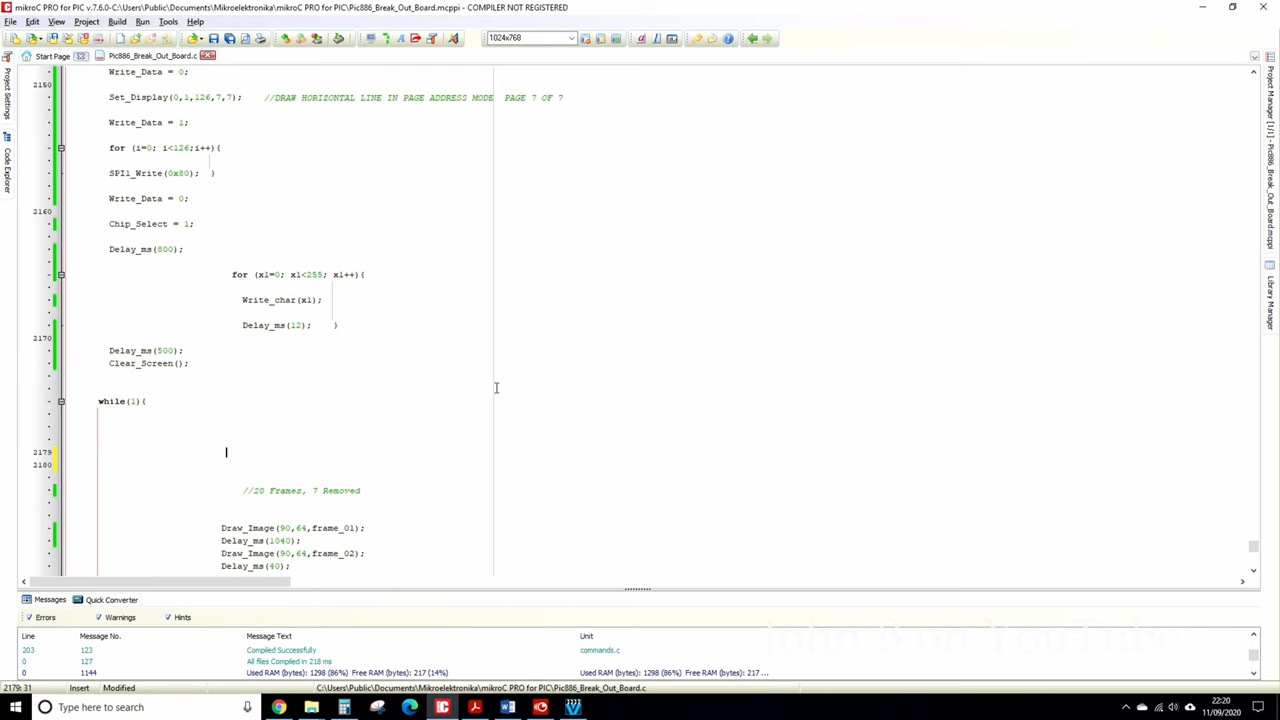 mikroC PRO for PIC v.7.6.0-C:\Users\Public\Documents\Mikroelektronika\mikroC PRO for PIC\Pic886_Break_Out_Board.mcppi - COMPILER NOT REGISTERED
File Edit View Project Build Run Tools Help
1024x768
Start Page Pic886_Break_Out_Board.c
Project Settings
Code Explorer
Project Manager [1/1] - Pic886_Break_Out_Board.mcppi
Library Manager
Write_Data = 0;
2150
Set_Display(0,1,126,7,7); //DRAW HORIZONTAL LINE IN PAGE ADDRESS MODE PAGE 7 OF 7
Write_Data = 1;
for (i=0; i<126;i++){
SPI1_Write(0x80); }
Write_Data = 0;
2160
Chip_Select = 1;
Delay_ms(800);
for (x1=0; x1<255; x1++){
Write_char(x1);
Delay_ms(12); }
2170
Delay_ms(500);
Clear_Screen();
while(1){
2179
2180
//20 Frames, 7 Removed
Draw_Image(90,64,frame_01);
Delay_ms(1040);
Draw_Image(90,64,frame_02);
Delay_ms(40);
Messages Quick Converter
Errors Warnings Hints
Line Message No. Message Text Unit
203 123 Compiled Successfully commands.c
0 127 All files Compiled in 218 ms
0 1144 Used RAM (bytes): 1298 (86%) Free RAM (bytes): 217 (14%) Used RAM (bytes): 1298 (86%) Free RAM (bytes): 217 ...
John B on YouTube
2179: 31 Insert Modified C:\Users\Public\Documents\Mikroelektronika\mikroC PRO for PIC\Pic886_Break_Out_Board.c
Type here to search
22:20
11/09/2020